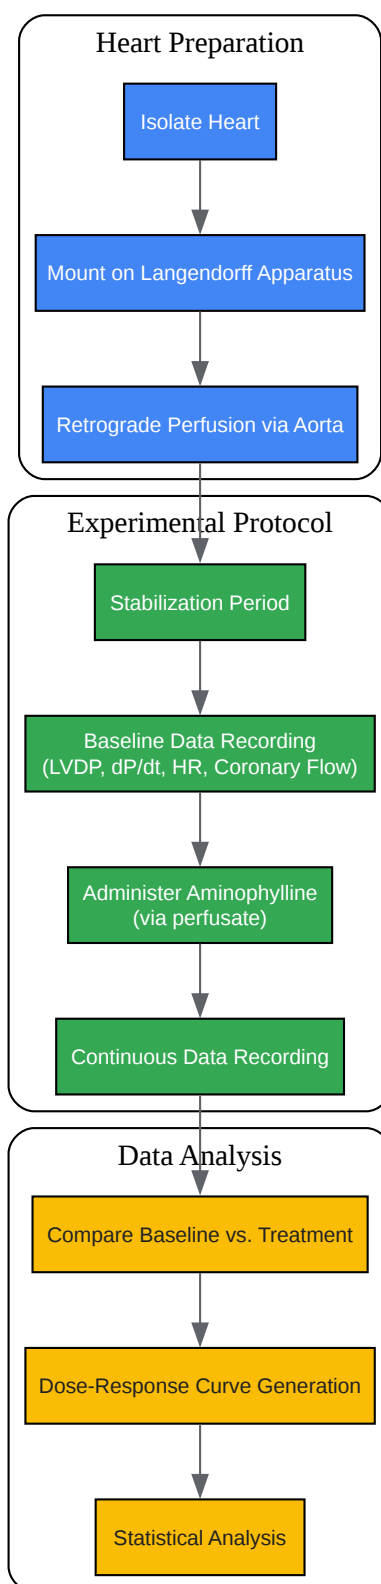 Heart Preparation
Isolate Heart
Mount on Langendorff Apparatus
Retrograde Perfusion via Aorta
Experimental Protocol
Stabilization Period
Baseline Data Recording
(LVDP, dP/dt, HR, Coronary Flow)
Administer Aminophylline
(via perfusate)
Continuous Data Recording
Data Analysis
Compare Baseline vs. Treatment
Dose-Response Curve Generation
Statistical Analysis